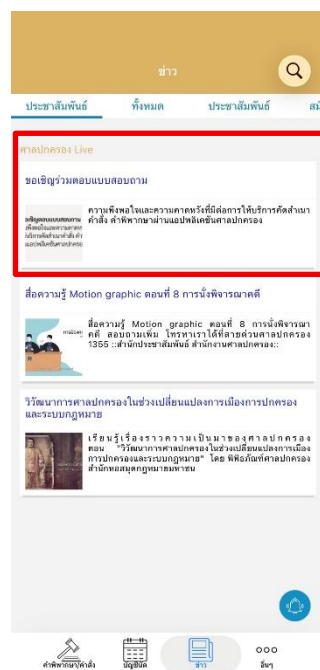 ข่าว
ประชาสัมพันธ์ ทั้งหมด ประชาสัมพันธ์
ศาลปกครอง Live
ขอเชิญร่วมตอบแบบสอบถาม
ความพึงพอใจและความคาดหวังที่มีต่อการให้บริการคัดสำเนา
คำสั่ง คำพิพากษาผ่านแอปพลิเคชันศาลปกครอง
สื่อความรู้ Motion graphic ตอนที่ 8 การนั่งพิจารณาคดี
สื่อความรู้ Motion graphic ตอนที่ 8 การนั่งพิจารณา
คดี สอบถามเพิ่ม โทรหาเราได้ที่สายด่วนศาลปกครอง
1355 ::สำนักประชาสัมพันธ์ สำนักงานศาลปกครอง::
วิวัฒนาการศาลปกครองในช่วงเปลี่ยนแปลงการเมืองการปกครอง
และระบบกฎหมาย
เรียนรู้เรื่องราวความเป็นมาของศาลปกครอง
ตอน "วิวัฒนาการศาลปกครองในช่วงเปลี่ยนแปลงการเมือง
การปกครองและระบบกฎหมาย" โดย พิพิธภัณฑ์ศาลปกครอง
สำนักหอสมุดกฎหมายมหาชน
คำพิพากษา/คำสั่ง บัญชีนัด ข่าว อื่นๆ